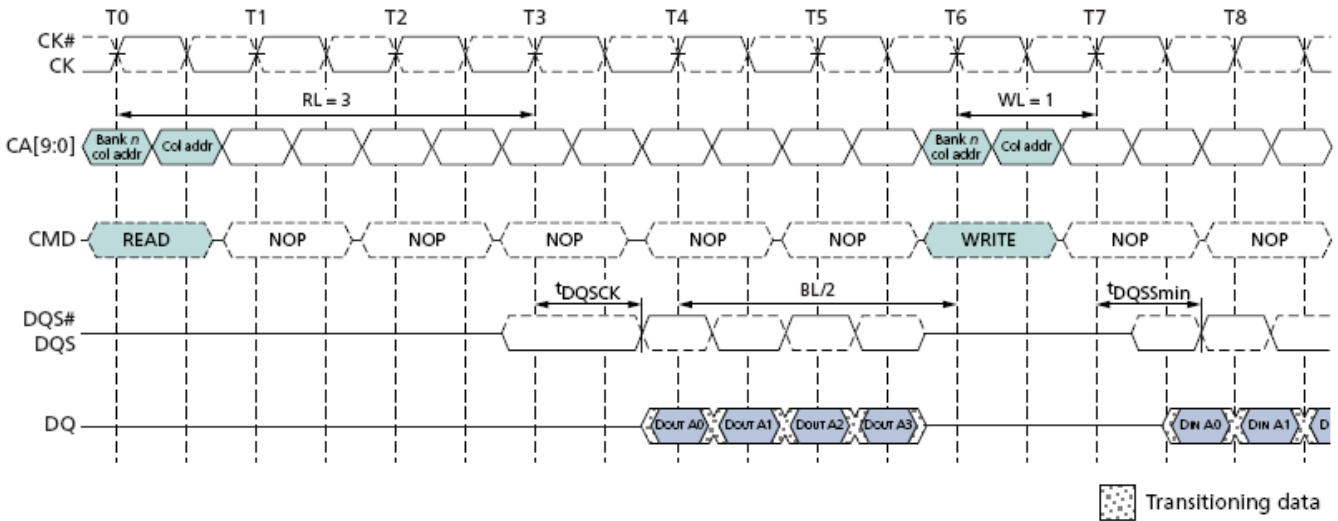 T0 T1 T2 T3 T4 T5 T6 T7 T8
CK#
CK
RL = 3 WL = 1
CA[9:0] Bank n col addr Col addr Bank n col addr Col addr
CMD READ NOP NOP NOP NOP NOP WRITE NOP NOP
tDQSCK BL/2 tDQSSmin
DQS#
DQS
DQ DOUT A0 DOUT A1 DOUT A2 DOUT A3 DIN A0 DIN A1 D
Transitioning data